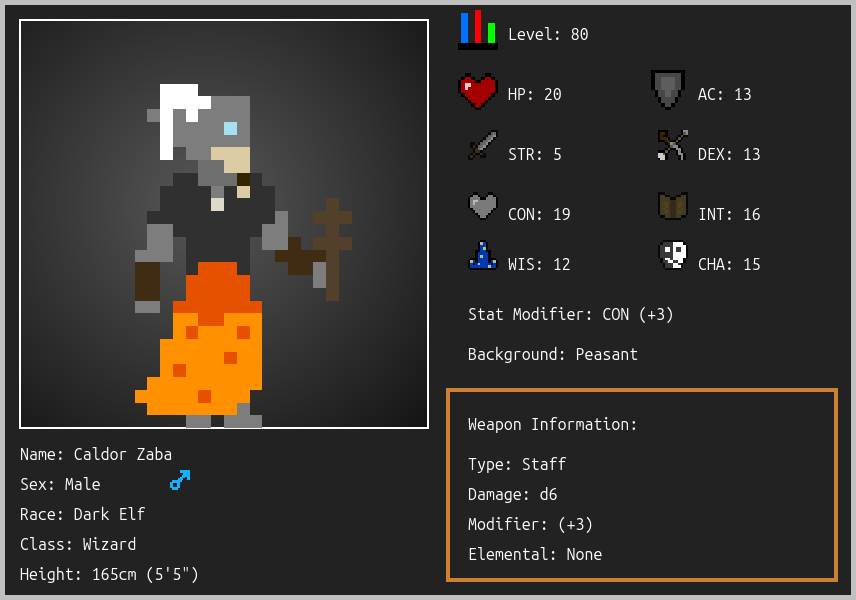 Level: 80
HP: 20
AC: 13
STR: 5
DEX: 13
CON: 19
INT: 16
WIS: 12
CHA: 15
Stat Modifier: CON (+3)
Background: Peasant
Weapon Information:
Type: Staff
Damage: d6
Modifier: (+3)
Elemental: None
Name: Caldor Zaba
Sex: Male
Race: Dark Elf
Class: Wizard
Height: 165cm (5'5")